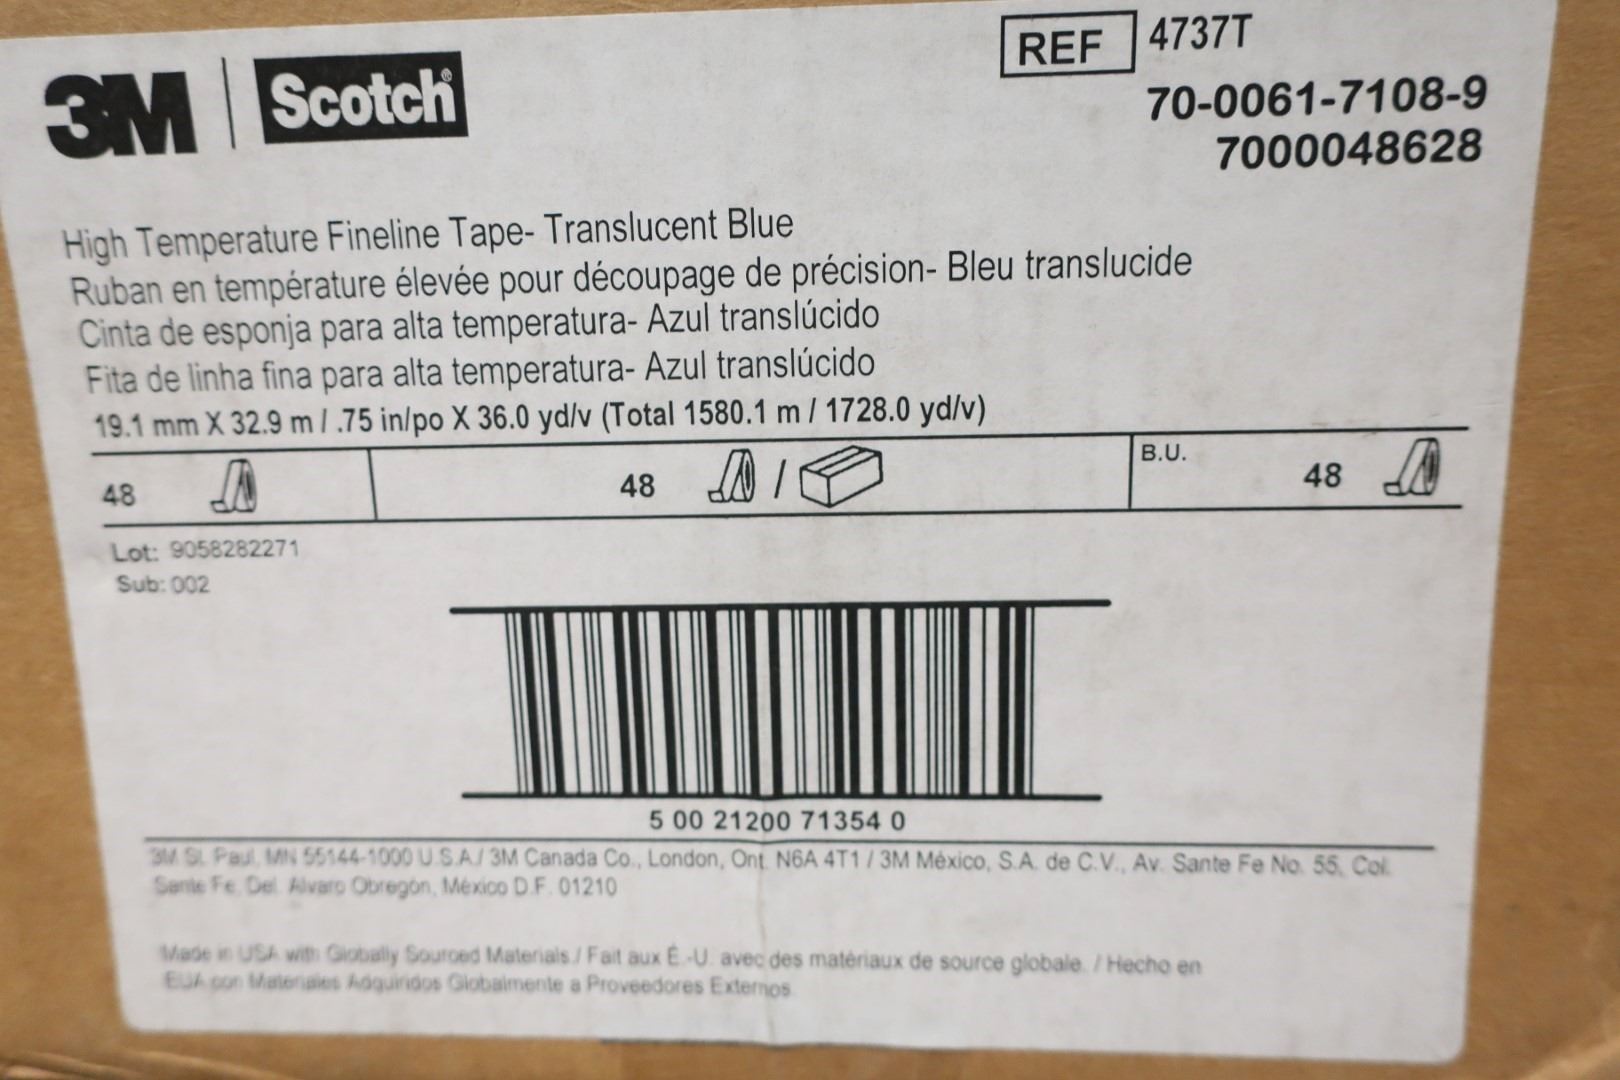 3M Scotch
REF 4737T
70-0061-7108-9
7000048628
High Temperature Fineline Tape- Translucent Blue
Ruban en température élevée pour découpage de précision- Bleu translucide
Cinta de esponja para alta temperatura- Azul translúcido
Fita de linha fina para alta temperatura- Azul translúcido
19.1 mm X 32.9 m / .75 in/po X 36.0 yd/v (Total 1580.1 m / 1728.0 yd/v)
48 48 / B.U. 48
Lot: 9058282271
Sub: 002
5 00 21200 71354 0
3M St. Paul, MN 55144-1000 U.S.A./ 3M Canada Co., London, Ont. N6A 4T1 / 3M México, S.A. de C.V., Av. Sante Fe No. 55, Col.
Sante Fe, Del. Alvaro Obregón, México D.F. 01210
Made in USA with Globally Sourced Materials./ Fait aux É.-U. avec des matériaux de source globale. / Hecho en
EUA con Materiales Adquiridos Globalmente a Proveedores Externos